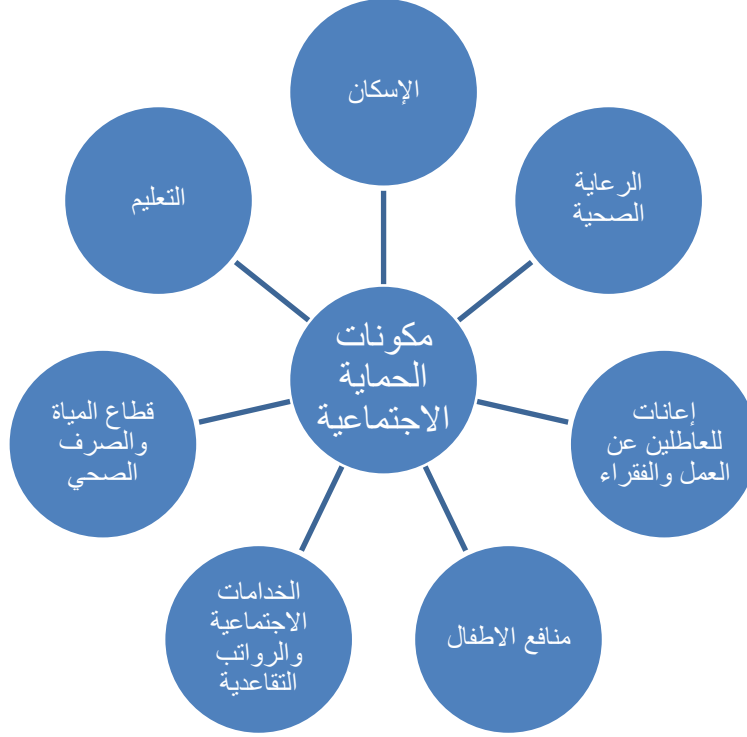 الإسكان
الرعاية
الصحية
إعانات
للعاطلين عن
العمل والفقراء
منافع الاطفال
الخدامات
الاجتماعية
والرواتب
التقاعدية
قطاع المياة
والصرف
الصحي
التعليم
مكونات
الحماية
الاجتماعية